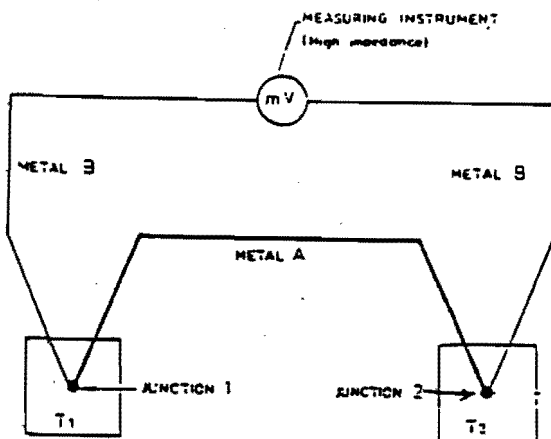 MEASURING INSTRUMENT
(High impedance)
mV
METAL B
METAL B
METAL A
JUNCTION 1
JUNCTION 2
T1
T2